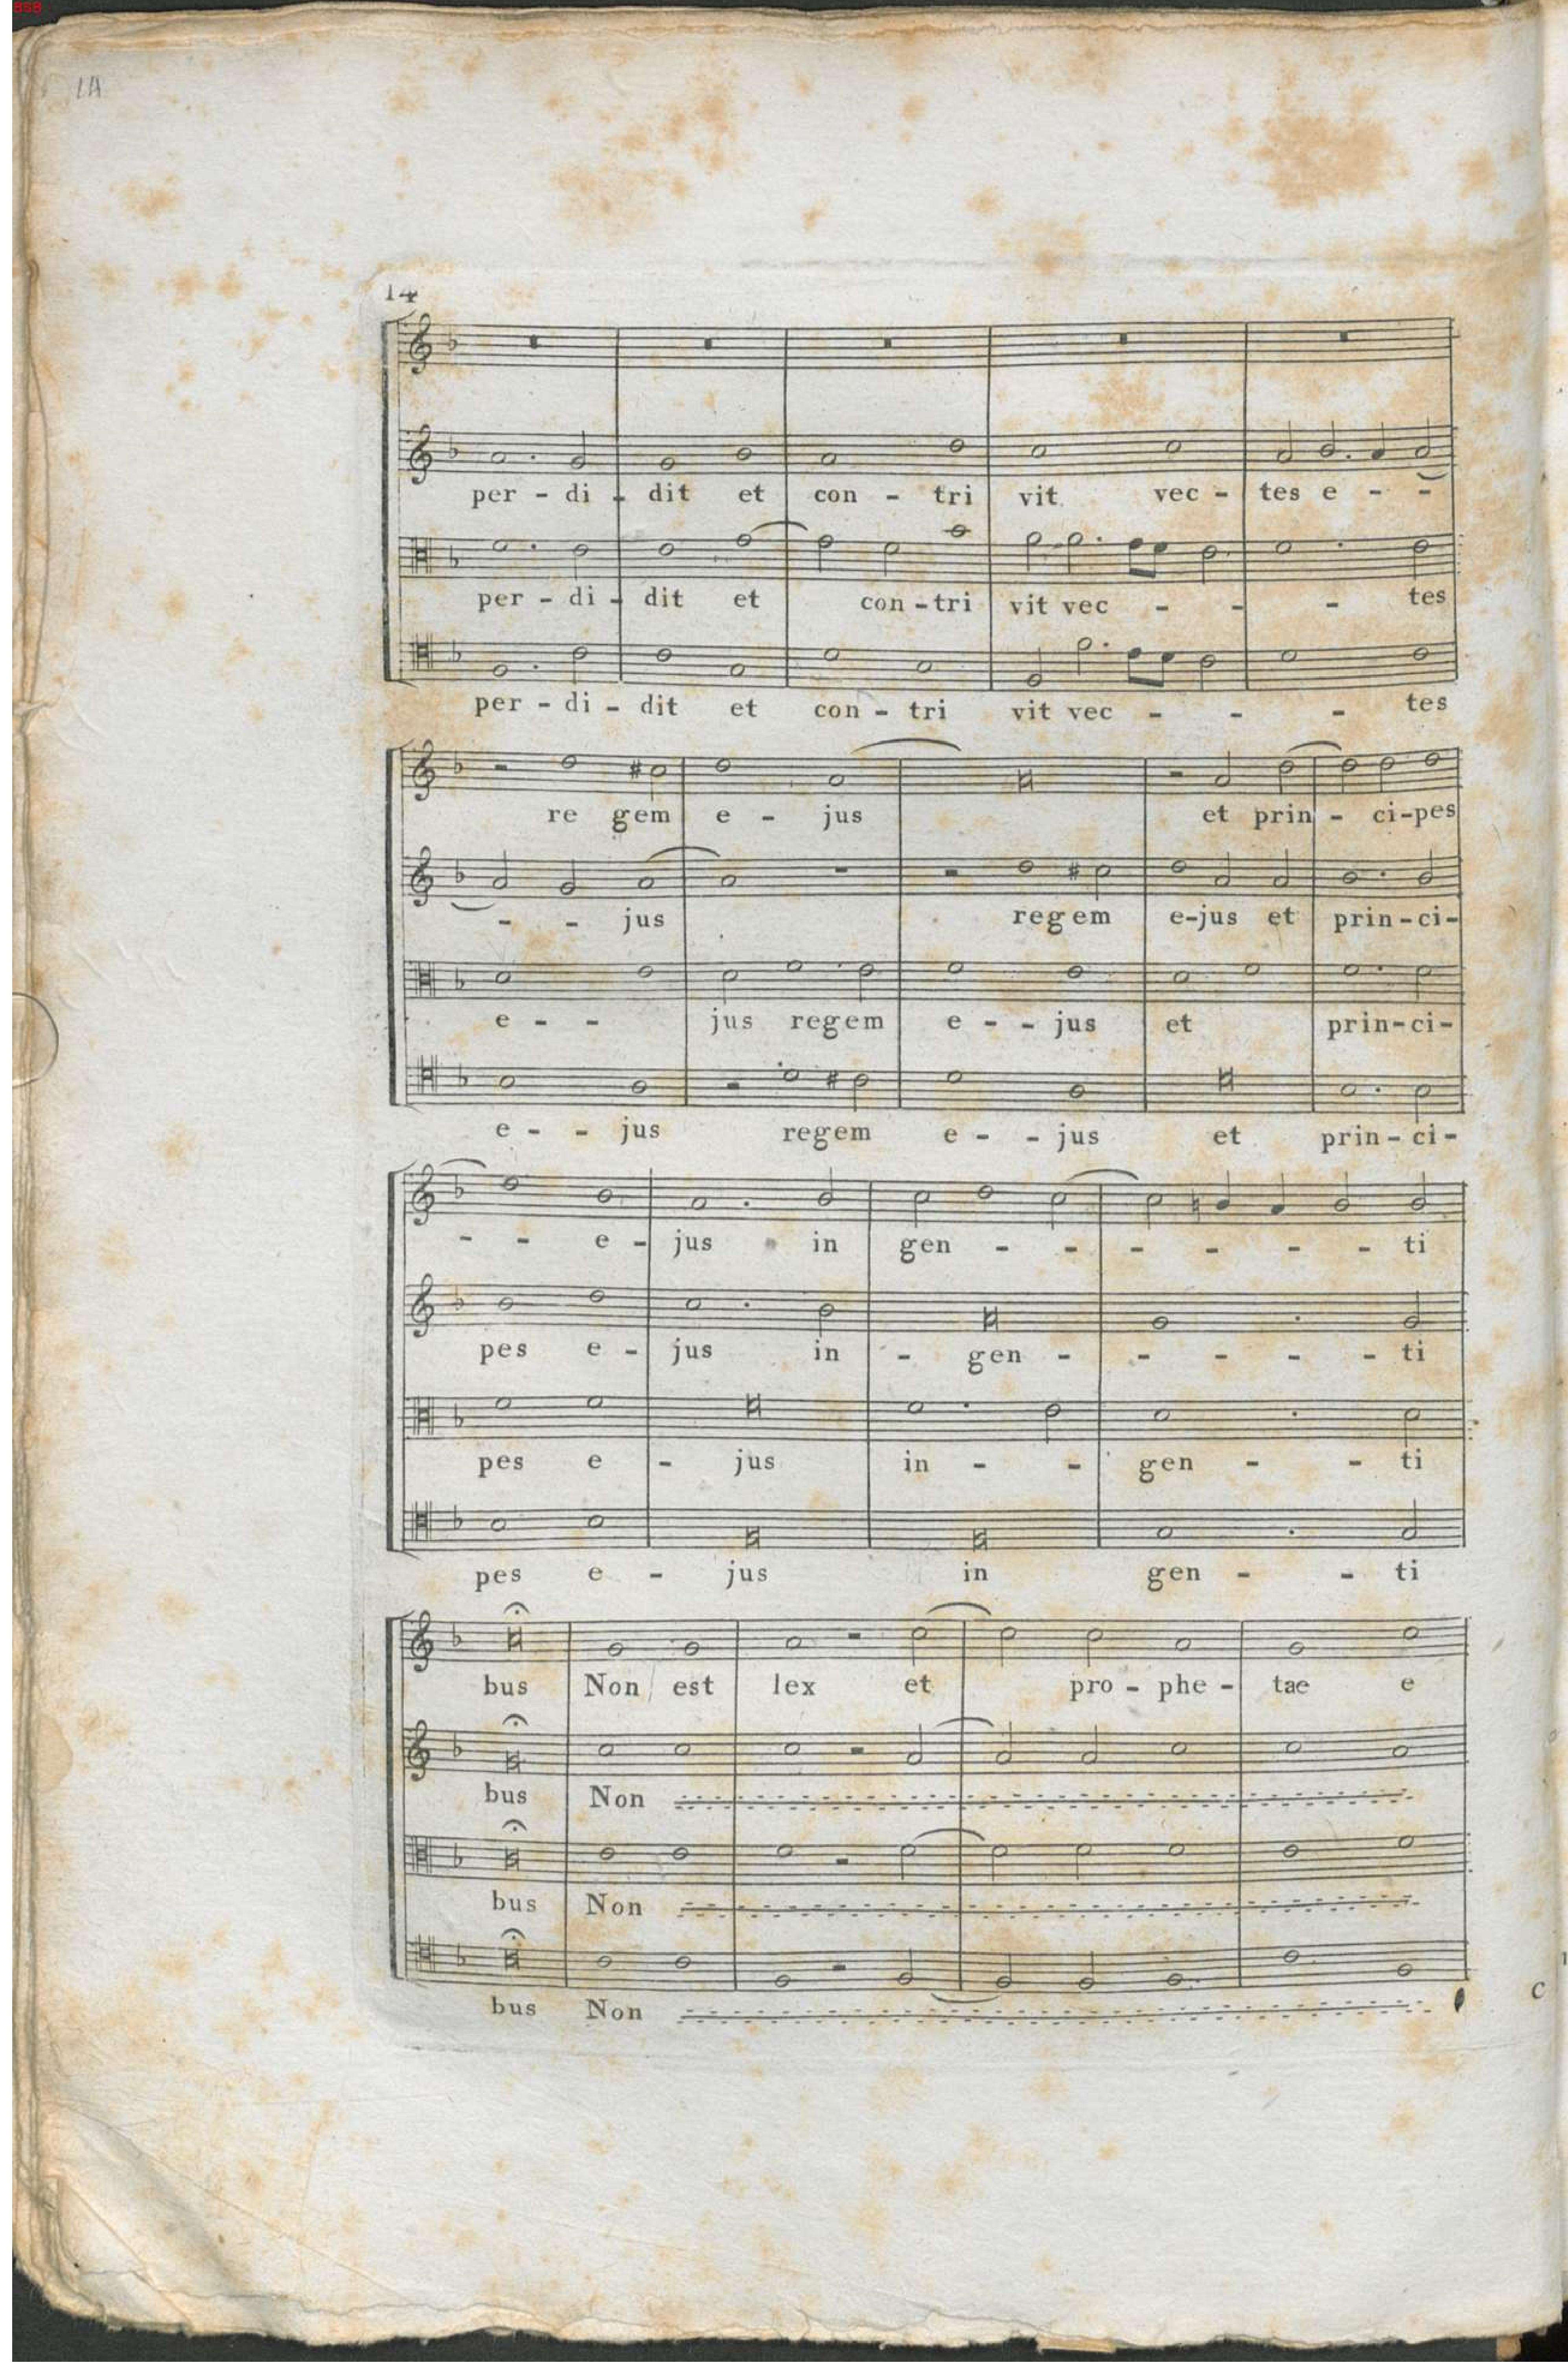 858
14
14
per - di - dit et con - tri vit vec - tes e - -
per - di - dit et con - tri vit vec - - - tes
per - di - dit et con - tri vit vec - - - tes
re gem e - jus et prin - ci - pes
- - jus regem e - jus et prin - ci -
e - - jus regem e - - jus et prin - ci -
e - - jus regem e - - jus et prin - ci -
- - e - jus in gen - - - - - - ti
pes e - jus in - gen - - - - - ti
pes e - jus in - - gen - - ti
pes e - jus in gen - - ti
bus Non est lex et pro - phe - tae e
bus Non
bus Non
bus Non
C